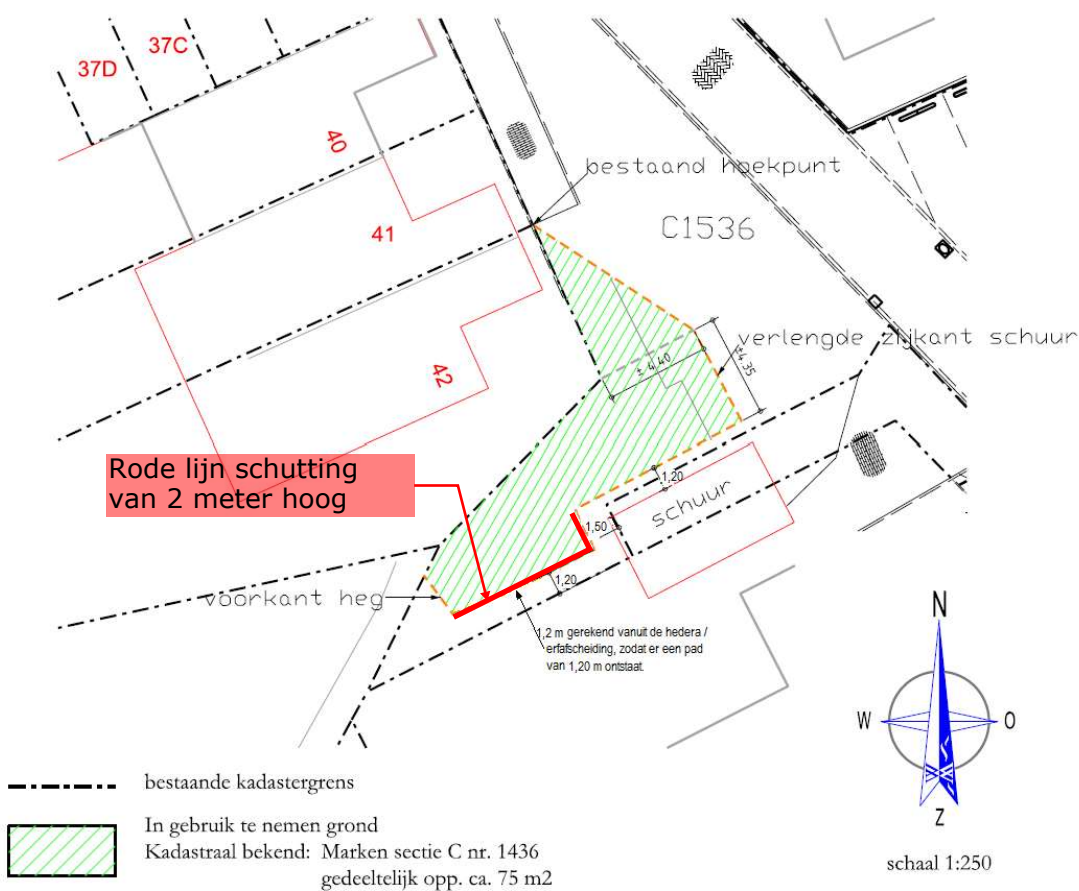 37D
37C
40
bestaand hoekpunt
C1536
41
verlengde zijkant schuur
± 4.40
±4.35
42
Rode lijn schutting
van 2 meter hoog
1,20
schuur
1,50
1,20
voorkant heg
1,2 m gerekend vanuit de hedera /
erfafscheiding, zodat er een pad
van 1,20 m ontstaat.
N
W
O
Z
bestaande kadastergrens
In gebruik te nemen grond
Kadastraal bekend: Marken sectie C nr. 1436
gedeeltelijk opp. ca. 75 m2
schaal 1:250